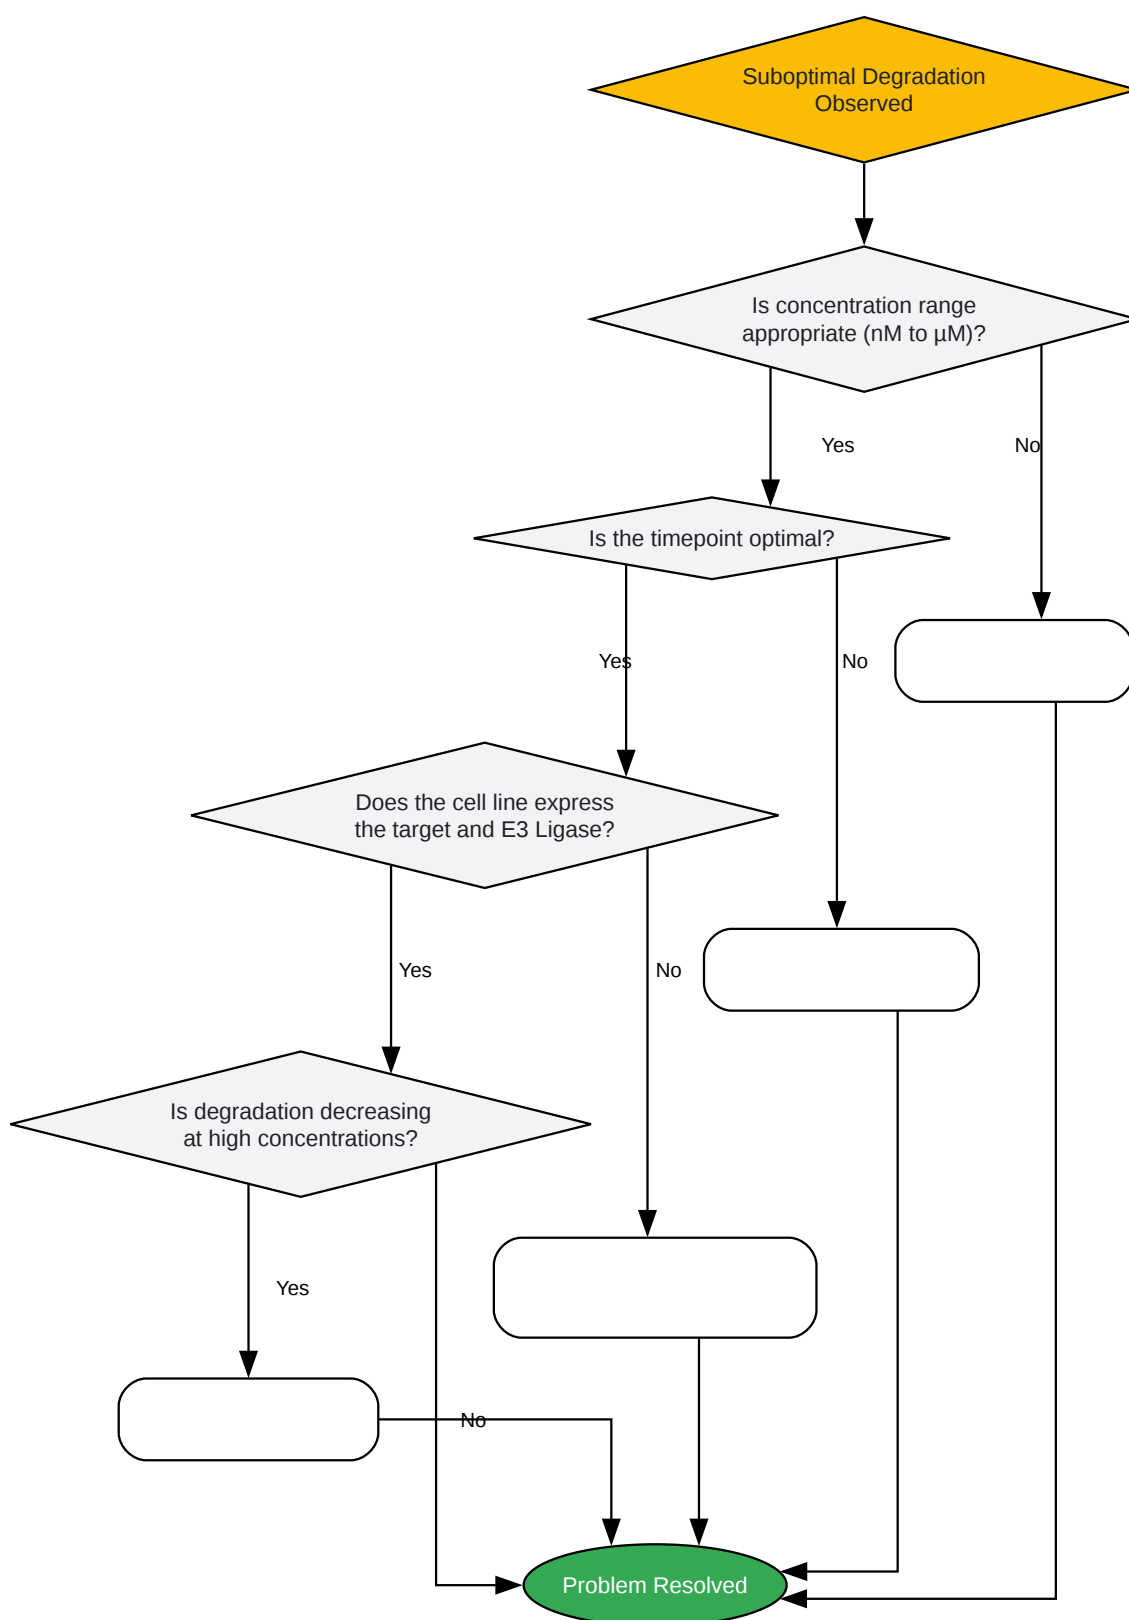 Suboptimal Degradation
Observed
Is concentration range
appropriate (nM to µM)?
Yes
No
Is the timepoint optimal?
Yes
No
Does the cell line express
the target and E3 Ligase?
Yes
No
Is degradation decreasing
at high concentrations?
Yes
No
Problem Resolved